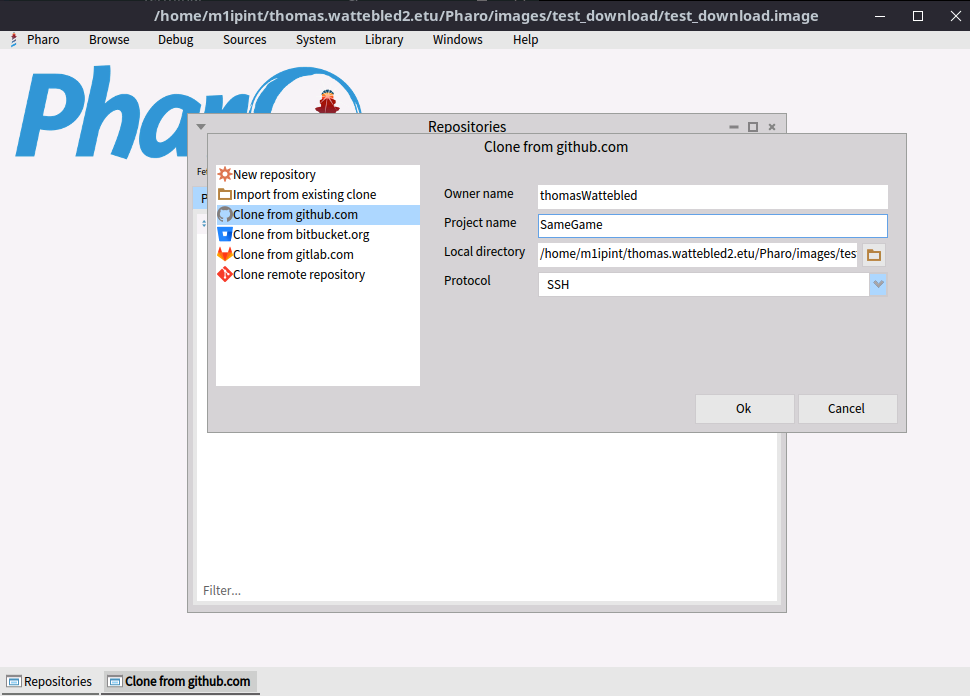 /home/m1ipint/thomas.wattebled2.etu/Pharo/images/test_download/test_download.image
Pharo Browse Debug Sources System Library Windows Help
Phar
Repositories
Clone from github.com
Fe
P
New repository
Import from existing clone
Clone from github.com
Clone from bitbucket.org
Clone from gitlab.com
Clone remote repository
Owner name thomasWattebled
Project name SameGame
Local directory /home/m1ipint/thomas.wattebled2.etu/Pharo/images/tes
Protocol SSH
Ok Cancel
Filter...
Repositories Clone from github.com